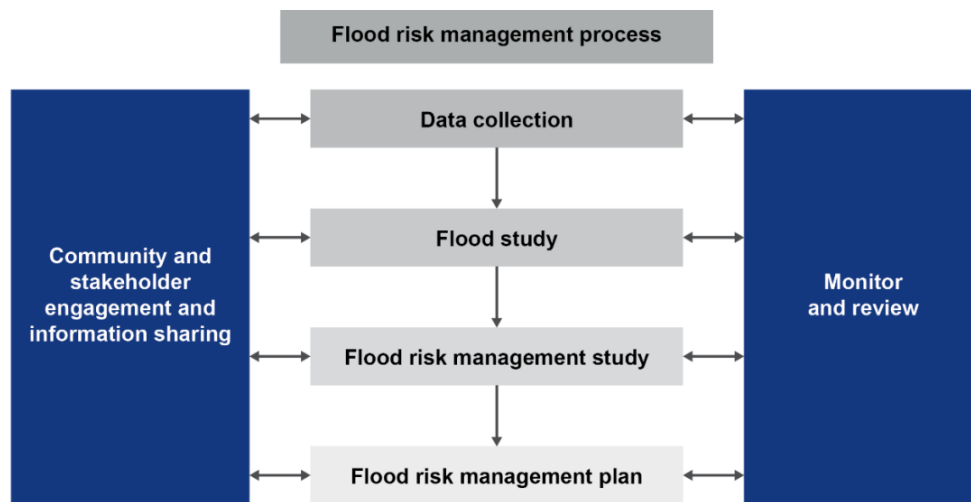 Flood risk management process
Data collection
Flood study
Community and
stakeholder
engagement and
information sharing
Monitor
and review
Flood risk management study
Flood risk management plan